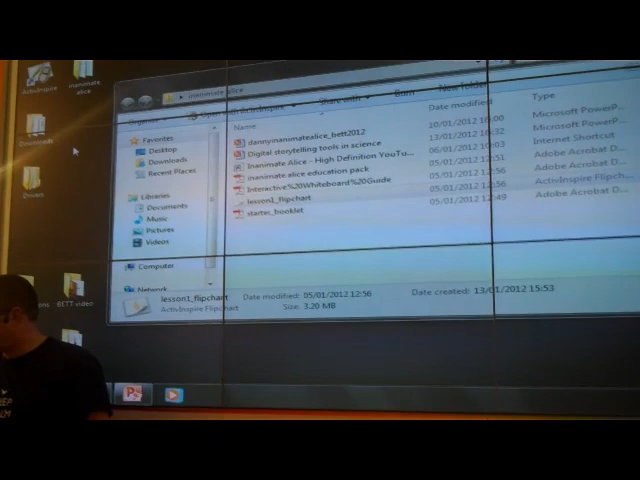 ActivInspire
inanimate alice
inanimate alice
Organize
Open with ActivInspire
Share with
Burn
New folder
Name
Date modified
Type
Favorites
Desktop
Downloads
Recent Places
Libraries
Documents
Music
Pictures
Videos
Computer
Network
dannyinanimatealice_bett2012 10/01/2012 16:00 Microsoft PowerP...
Digital storytelling tools in science 13/01/2012 16:32 Microsoft PowerP...
Inanimate Alice - High Definition YouTu... 06/01/2012 10:03 Internet Shortcut
inanimate alice education pack 05/01/2012 12:51 Adobe Acrobat D...
Interactive%20Whiteboard%20Guide 05/01/2012 12:56 Adobe Acrobat D...
lesson1_flipchart 05/01/2012 12:56 ActivInspire Flipch...
starter_booklet 05/01/2012 12:49 Adobe Acrobat D...
Downloads
Drivers
BETT video
lesson1_flipchart Date modified: 05/01/2012 12:56 Date created: 13/01/2012 15:53
ActivInspire Flipchart Size: 3.20 MB